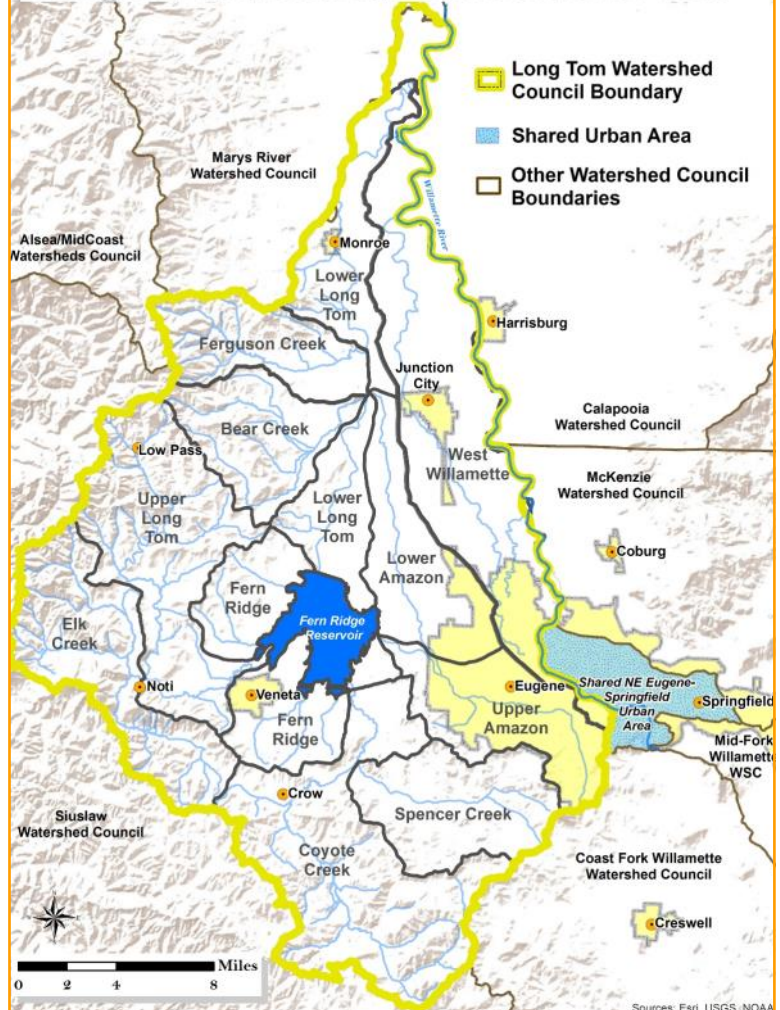 Long Tom Watershed
Council Boundary
Shared Urban Area
Other Watershed Council
Boundaries
Marys River
Watershed Council
Willamette River
Alsea/MidCoast
Watersheds Council
Monroe
Lower
Long
Tom
Harrisburg
Ferguson Creek
Junction
City
Calapooia
Watershed Council
Bear Creek
Low Pass
West
Willamette
McKenzie
Watershed Council
Upper
Long
Tom
Lower
Long
Tom
Coburg
Lower
Amazon
Fern
Ridge
Fern Ridge
Reservoir
Elk
Creek
Noti
Veneta
Eugene
Shared NE Eugene-
Springfield
Urban
Area
Springfield
Upper
Amazon
Fern
Ridge
Mid-Fork
Willamette
WSC
Crow
Spencer Creek
Siuslaw
Watershed Council
Coyote
Creek
Coast Fork Willamette
Watershed Council
Creswell
Miles
0 2 4 8
Sources: Esri, USGS, NOAA